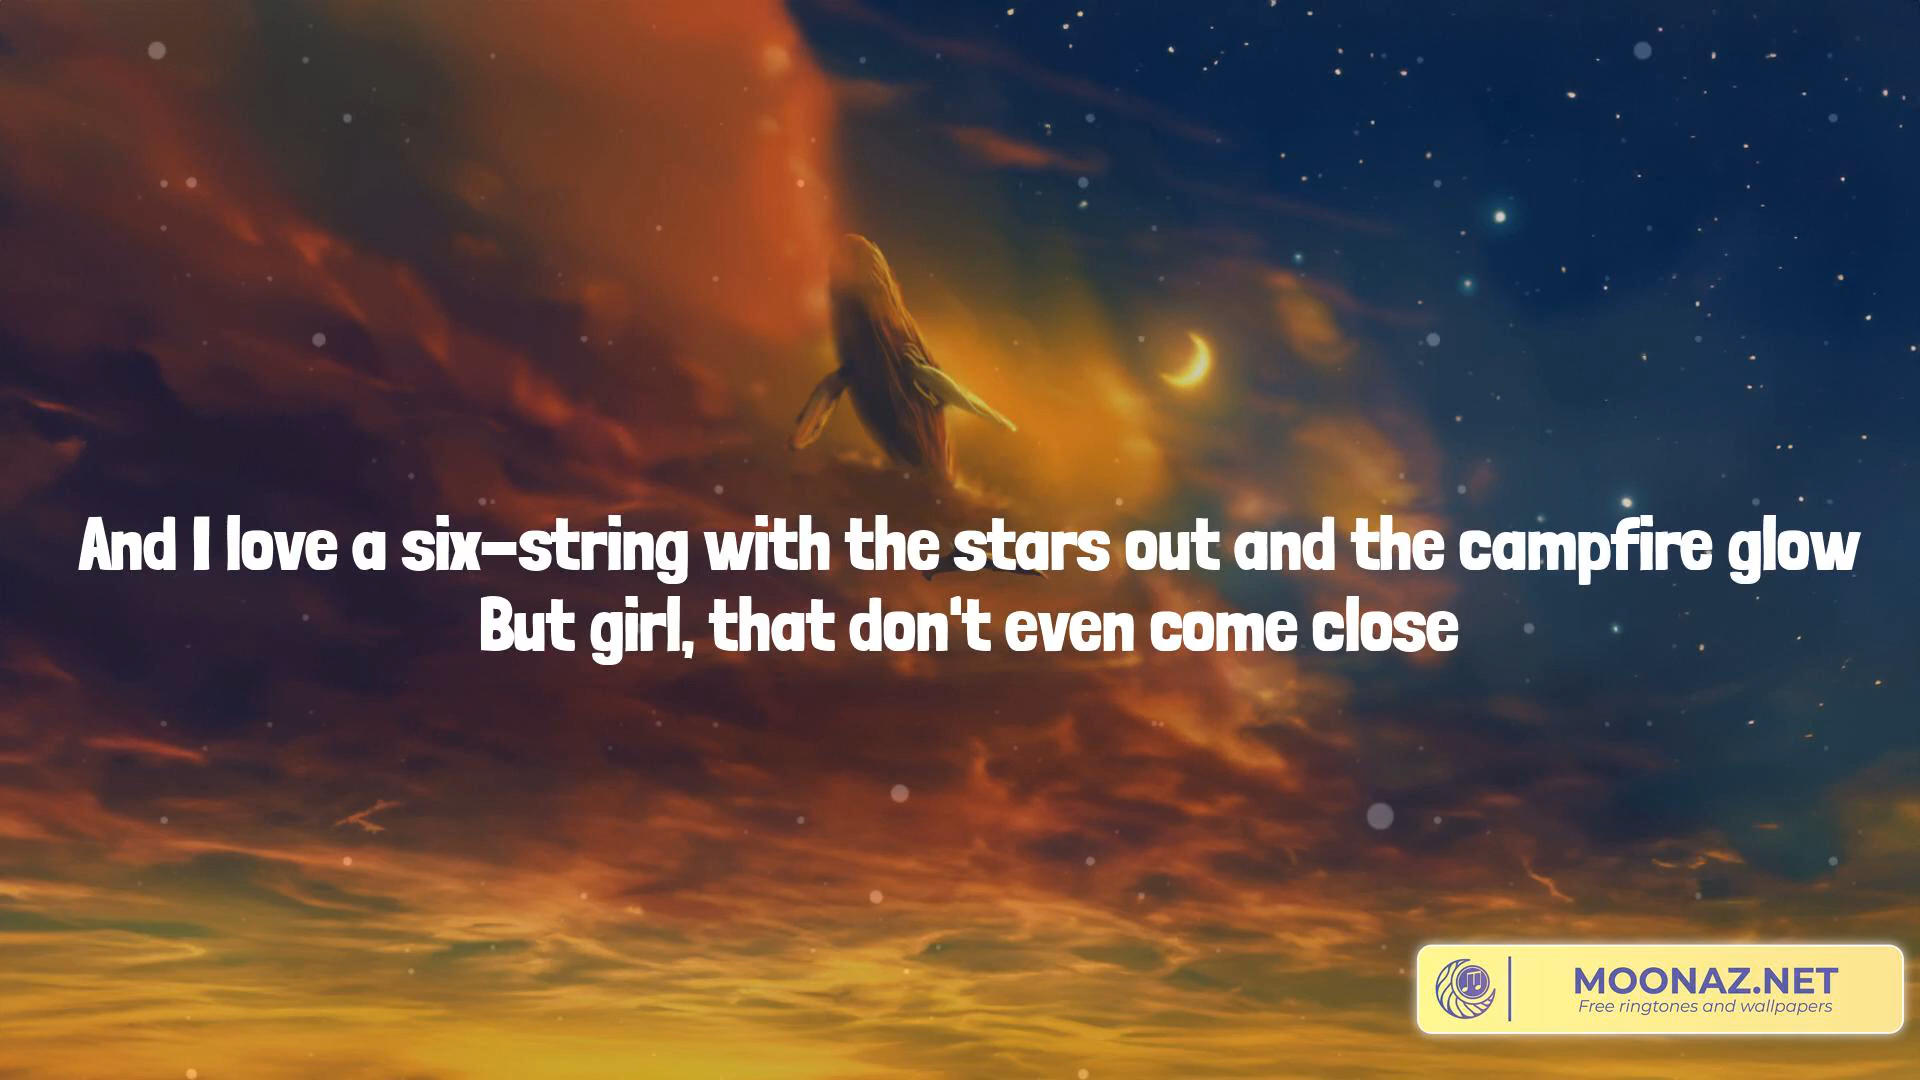 And I love a six-string with the stars out and the campfire glow
But girl, that don't even come close
MOONAZ.NET
Free ringtones and wallpapers